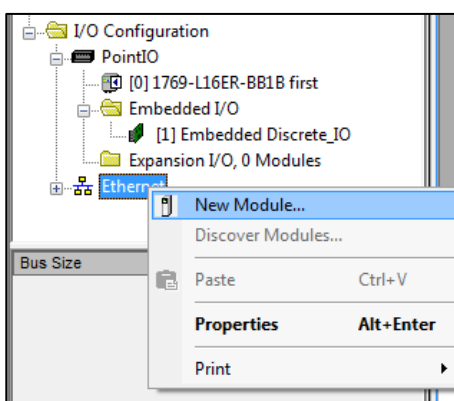 I/O Configuration
PointIO
[0] 1769-L16ER-BB1B first
Embedded I/O
[1] Embedded Discrete_IO
Expansion I/O, 0 Modules
Ethernet
New Module...
Discover Modules...
Bus Size
Paste Ctrl+V
Properties Alt+Enter
Print